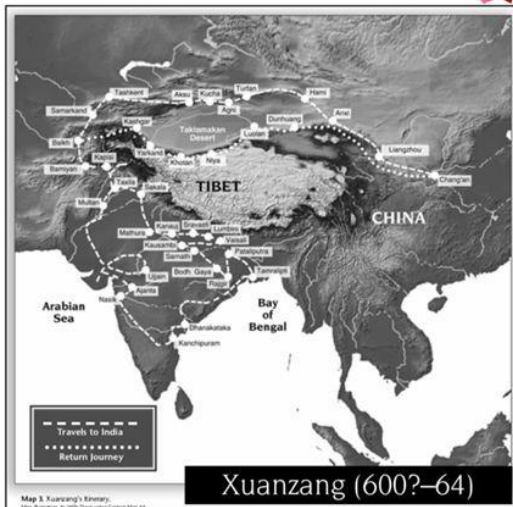 Tashkent
Aksu
Kucha
Turfan
Hami
Samarkand
Agni
Anxi
Kashgar
Taklamakan
Desert
Dunhuang
Loulan
Balkh
Liangzhou
Yarkand
Khotan
Niya
Bamiyan
Kapisi
Chang'an
Taxila
Sakala
TIBET
CHINA
Multan
Mathura
Kanauj
Sravasti
Lumbini
Kausambi
Vaisali
Sarnath
Pataliputra
Ujjain
Bodh Gaya
Rajgir
Tamralipti
Ajanta
Nasik
Arabian
Sea
Bay
of
Bengal
Dhanakataka
Kanchipuram
Travels to India
Return Journey
Xuanzang (600?–64)
Map 3. Xuanzang's Itinerary.